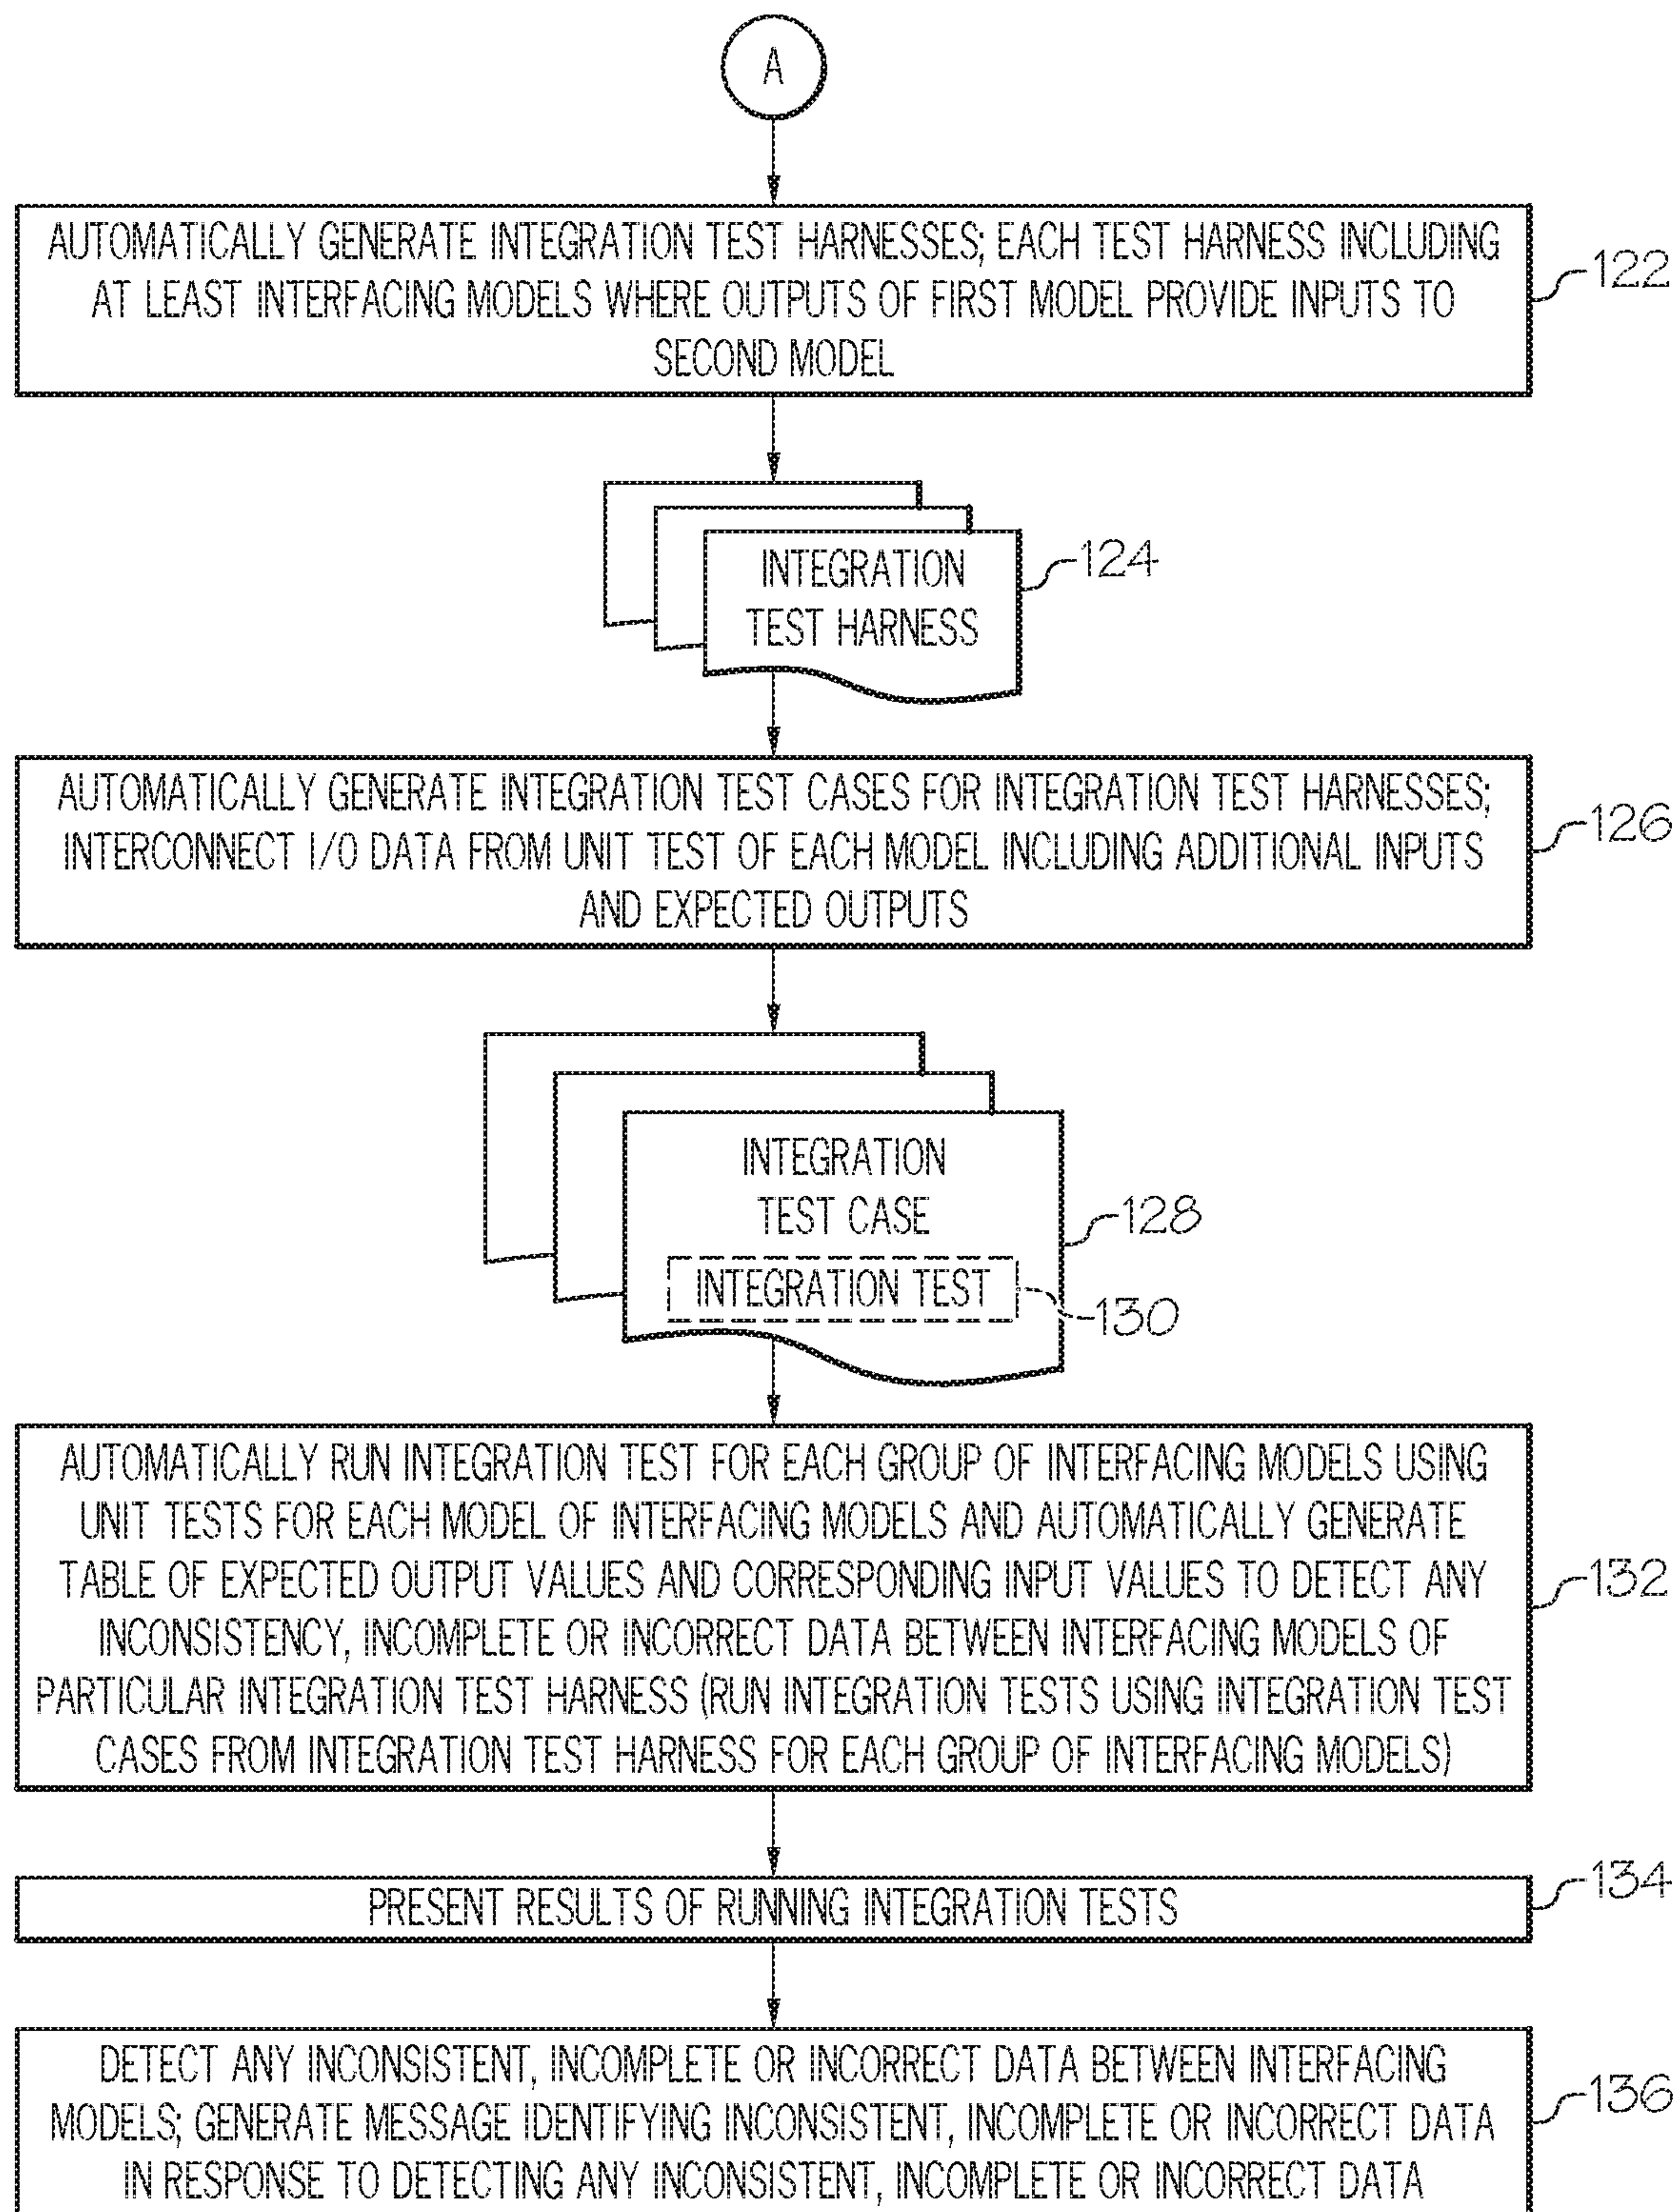 A
AUTOMATICALLY GENERATE INTEGRATION TEST HARNESSES; EACH TEST HARNESS INCLUDING
AT LEAST INTERFACING MODELS WHERE OUTPUTS OF FIRST MODEL PROVIDE INPUTS TO
SECOND MODEL
122
INTEGRATION
TEST HARNESS
124
AUTOMATICALLY GENERATE INTEGRATION TEST CASES FOR INTEGRATION TEST HARNESSES;
INTERCONNECT I/O DATA FROM UNIT TEST OF EACH MODEL INCLUDING ADDITIONAL INPUTS
AND EXPECTED OUTPUTS
126
INTEGRATION
TEST CASE
128
INTEGRATION TEST
130
AUTOMATICALLY RUN INTEGRATION TEST FOR EACH GROUP OF INTERFACING MODELS USING
UNIT TESTS FOR EACH MODEL OF INTERFACING MODELS AND AUTOMATICALLY GENERATE
TABLE OF EXPECTED OUTPUT VALUES AND CORRESPONDING INPUT VALUES TO DETECT ANY
INCONSISTENCY, INCOMPLETE OR INCORRECT DATA BETWEEN INTERFACING MODELS OF
PARTICULAR INTEGRATION TEST HARNESS (RUN INTEGRATION TESTS USING INTEGRATION TEST
CASES FROM INTEGRATION TEST HARNESS FOR EACH GROUP OF INTERFACING MODELS)
132
PRESENT RESULTS OF RUNNING INTEGRATION TESTS
134
DETECT ANY INCONSISTENT, INCOMPLETE OR INCORRECT DATA BETWEEN INTERFACING
MODELS; GENERATE MESSAGE IDENTIFYING INCONSISTENT, INCOMPLETE OR INCORRECT DATA
IN RESPONSE TO DETECTING ANY INCONSISTENT, INCOMPLETE OR INCORRECT DATA
136